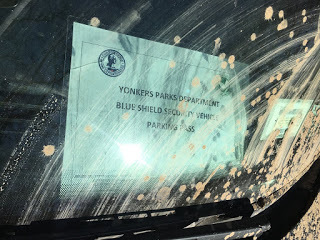 YONKERS PARKS DEPARTMENT
BLUE SHIELD SECURITY VEHICLE
PARKING PASS